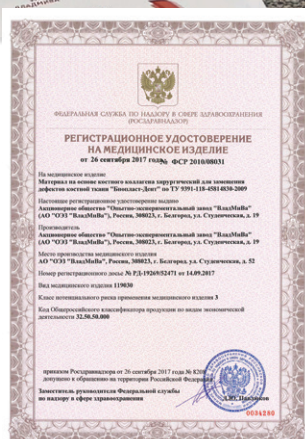 ФЕДЕРАЛЬНАЯ СЛУЖБА ПО НАДЗОРУ В СФЕРЕ ЗДРАВООХРАНЕНИЯ
(РОСЗДРАВНАДЗОР)
РЕГИСТРАЦИОННОЕ УДОСТОВЕРЕНИЕ
НА МЕДИЦИНСКОЕ ИЗДЕЛИЕ
от 26 сентября 2017 года № ФСР 2010/08031
На медицинское изделие
Материал на основе костного коллагена хирургический для замещения
дефектов костной ткани "Биопласт-Дент" по ТУ 9391-118-45814830-2009
Настоящее регистрационное удостоверение выдано
Акционерное общество "Опытно-экспериментальный завод "ВладМиВа"
(АО "ОЭЗ "ВладМиВа"), Россия, 308023, г. Белгород, ул. Студенческая, д. 19
Производитель
Акционерное общество "Опытно-экспериментальный завод "ВладМиВа"
(АО "ОЭЗ "ВладМиВа"), Россия, 308023, г. Белгород, ул. Студенческая, д. 19
Место производства медицинского изделия
АО "ОЭЗ "ВладМиВа", Россия, 308023, г. Белгород, ул. Студенческая, д. 52
Номер регистрационного досье № РД-19269/52471 от 14.09.2017
Вид медицинского изделия 119030
Класс потенциального риска применения медицинского изделия 3
Код Общероссийского классификатора продукции по видам экономической
деятельности 32.50.50.000
приказом Росздравнадзора от 26 сентября 2017 года № 8208
допущено к обращению на территории Российской Федерации
Заместитель руководителя Федеральной службы
по надзору в сфере здравоохранения
0034290